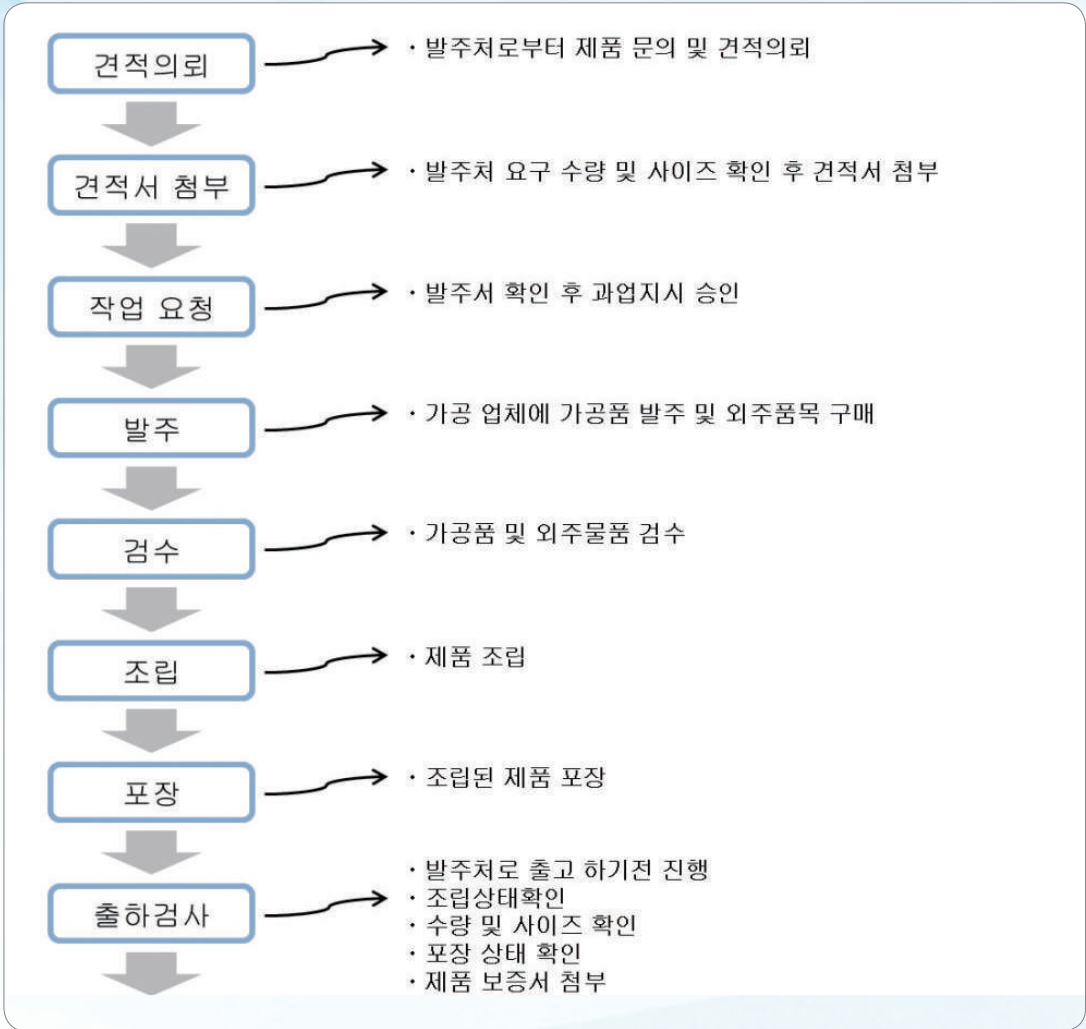 견적의뢰
· 발주처로부터 제품 문의 및 견적의뢰
견적서 첨부
· 발주처 요구 수량 및 사이즈 확인 후 견적서 첨부
작업 요청
· 발주서 확인 후 과업지시 승인
발주
· 가공 업체에 가공품 발주 및 외주품목 구매
검수
· 가공품 및 외주물품 검수
조립
· 제품 조립
포장
· 조립된 제품 포장
출하검사
· 발주처로 출고 하기전 진행
· 조립상태확인
· 수량 및 사이즈 확인
· 포장 상태 확인
· 제품 보증서 첨부